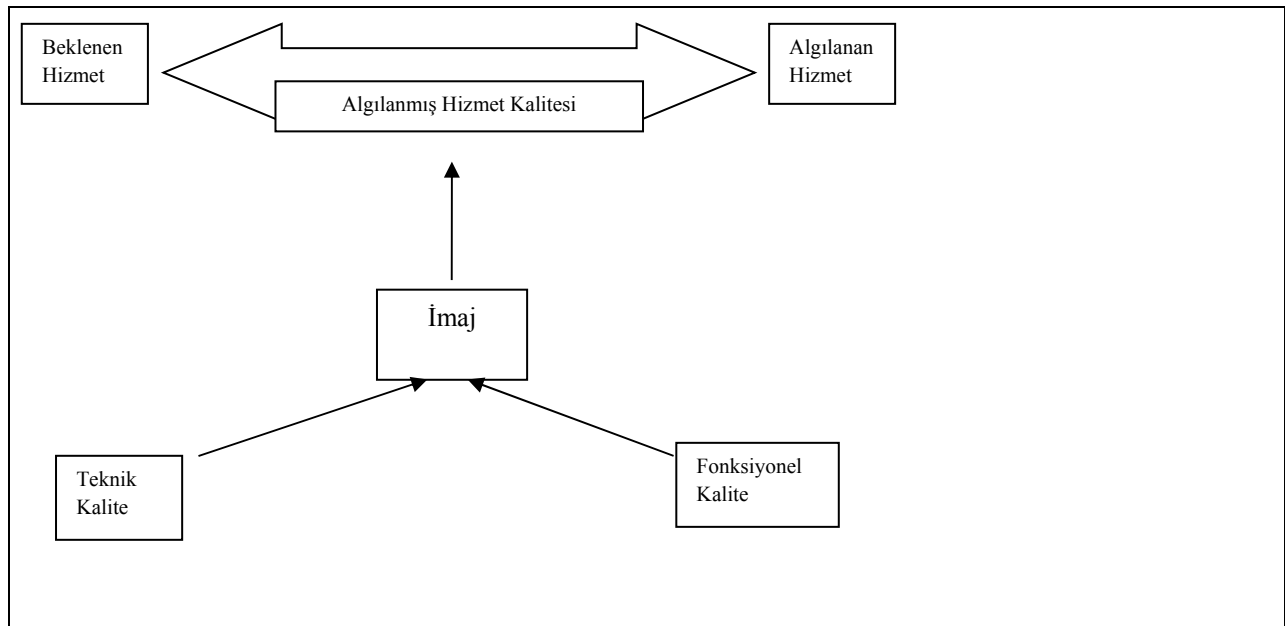 Beklenen
Hizmet
Algılanan
Hizmet
Algılanmış Hizmet Kalitesi
İmaj
Teknik
Kalite
Fonksiyonel
Kalite